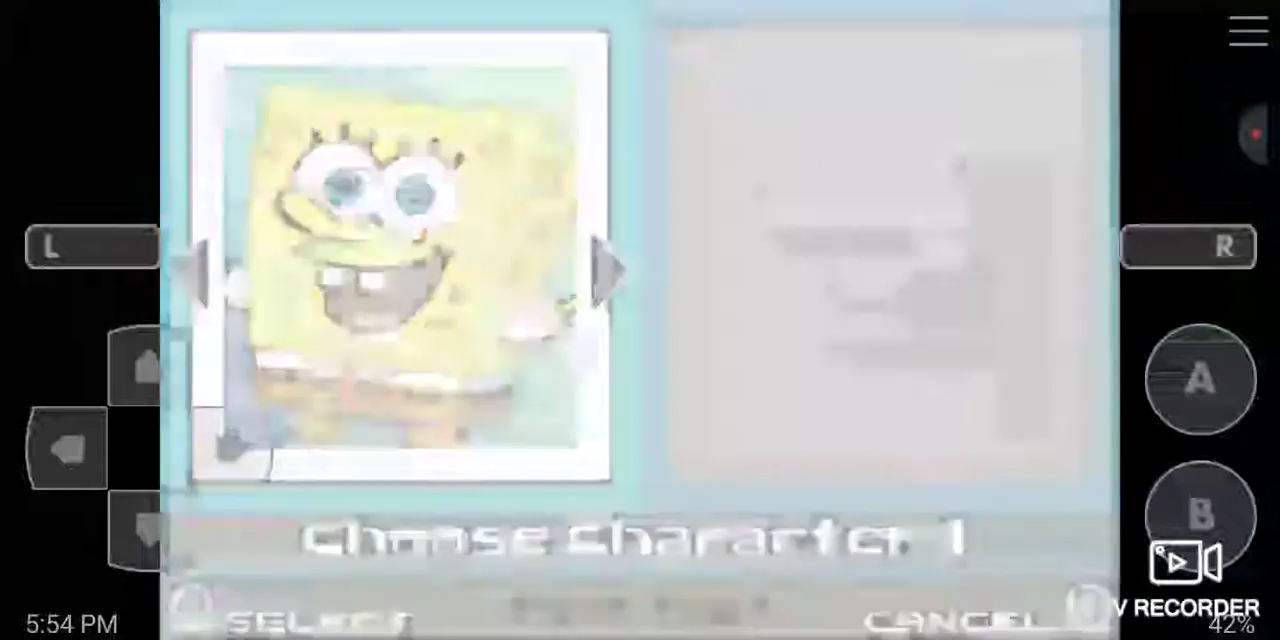 L
R
A
Choose Character 1
B
SELECT
CANCEL
V RECORDER
5:54 PM
42%